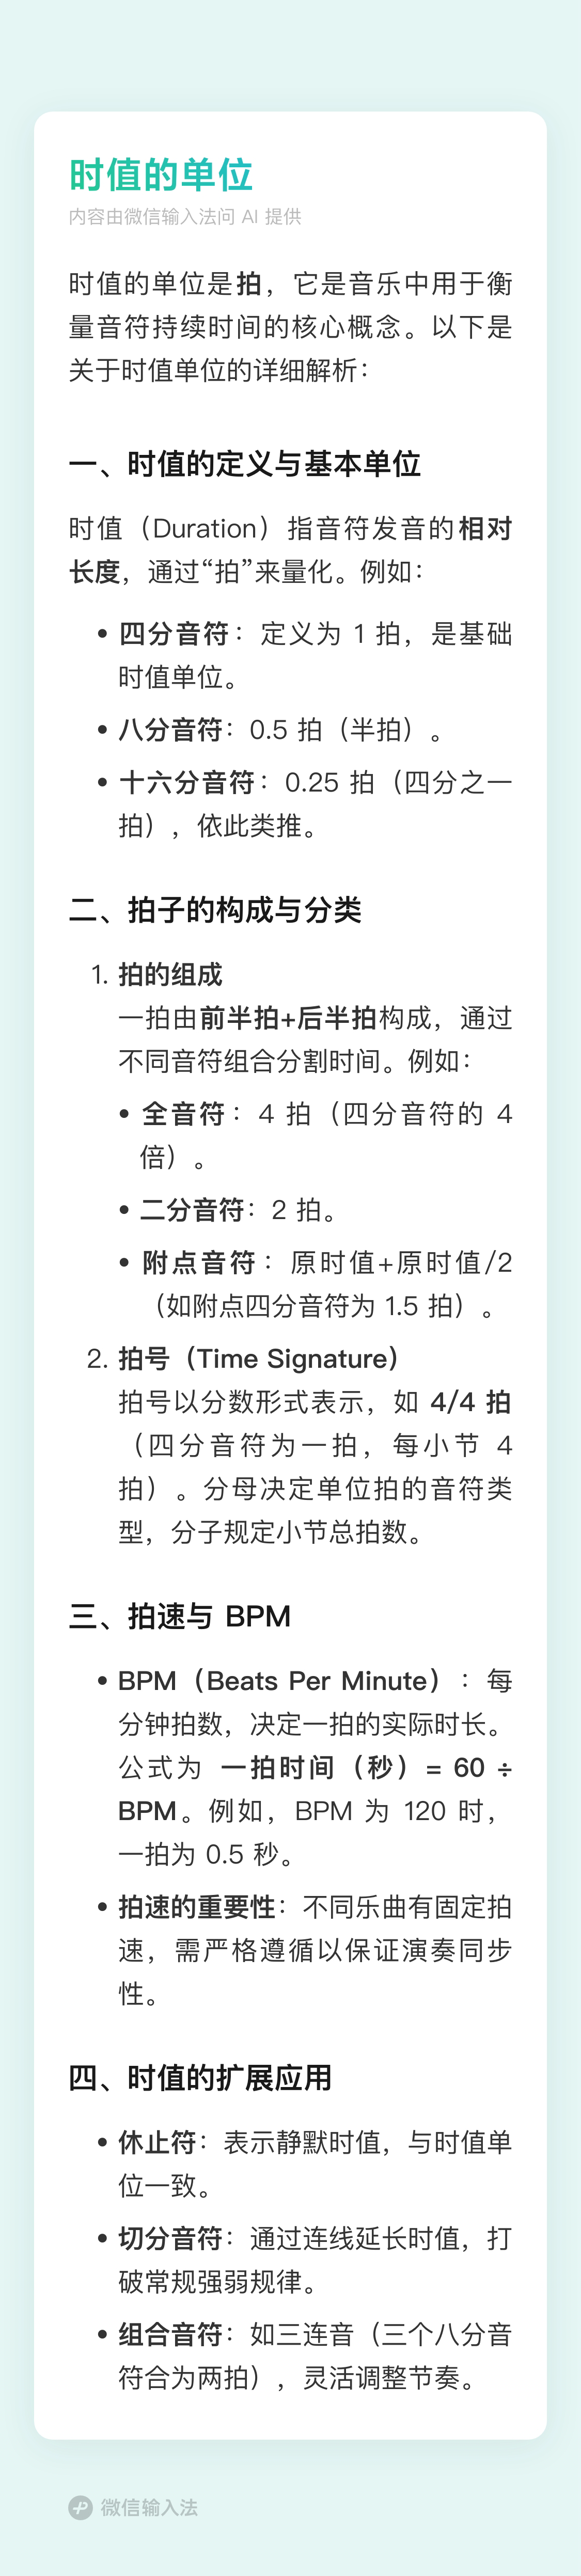 时值的单位
内容由微信输入法问 AI 提供
时值的单位是拍，它是音乐中用于衡
量音符持续时间的核心概念。以下是
关于时值单位的详细解析：
一、时值的定义与基本单位
时值（Duration）指音符发音的相对
长度，通过“拍”来量化。例如：
• 四分音符：定义为 1 拍，是基础
时值单位。
• 八分音符：0.5 拍（半拍）。
• 十六分音符：0.25 拍（四分之一
拍），依此类推。
二、拍子的构成与分类
1. 拍的组成
一拍由前半拍+后半拍构成，通过
不同音符组合分割时间。例如：
• 全音符：4 拍（四分音符的 4
倍）。
• 二分音符：2 拍。
• 附点音符：原时值+原时值/2
（如附点四分音符为 1.5 拍）。
2. 拍号（Time Signature）
拍号以分数形式表示，如 4/4 拍
（四分音符为一拍，每小节 4
拍）。分母决定单位拍的音符类
型，分子规定小节总拍数。
三、拍速与 BPM
• BPM（Beats Per Minute）：每
分钟拍数，决定一拍的实际时长。
公式为 一拍时间（秒）= 60 ÷
BPM。例如，BPM 为 120 时，
一拍为 0.5 秒。
• 拍速的重要性：不同乐曲有固定拍
速，需严格遵循以保证演奏同步
性。
四、时值的扩展应用
• 休止符：表示静默时值，与时值单
位一致。
• 切分音符：通过连线延长时值，打
破常规强弱规律。
• 组合音符：如三连音（三个八分音
符合为两拍），灵活调整节奏。
微信输入法